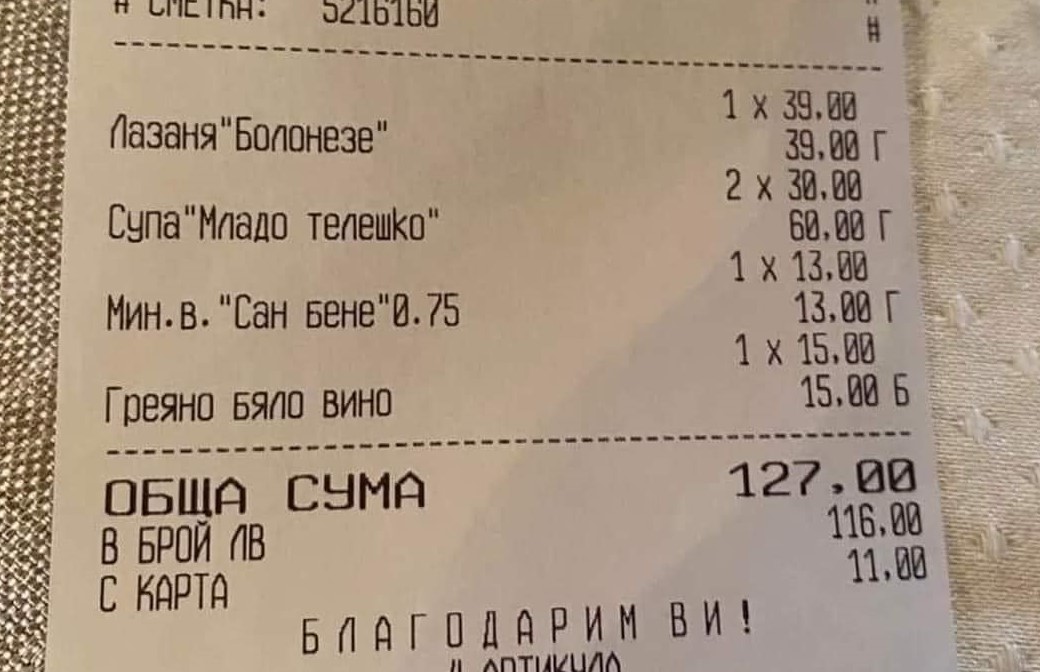 # СМЕТКА: 5216160 #
#
1 x 39.00
Лазаня"Болонезе" 39.00 Г
2 x 30.00
Супа"Младо телешко" 60.00 Г
1 x 13.00
Мин.в."Сан бене"0.75 13.00 Г
1 x 15.00
Греяно бяло вино 15.00 Б
ОБЩА СУМА 127.00
В БРОЙ ЛВ 116.00
С КАРТА 11.00
БЛАГОДАРИМ ВИ!
4 АРТИКУЛА